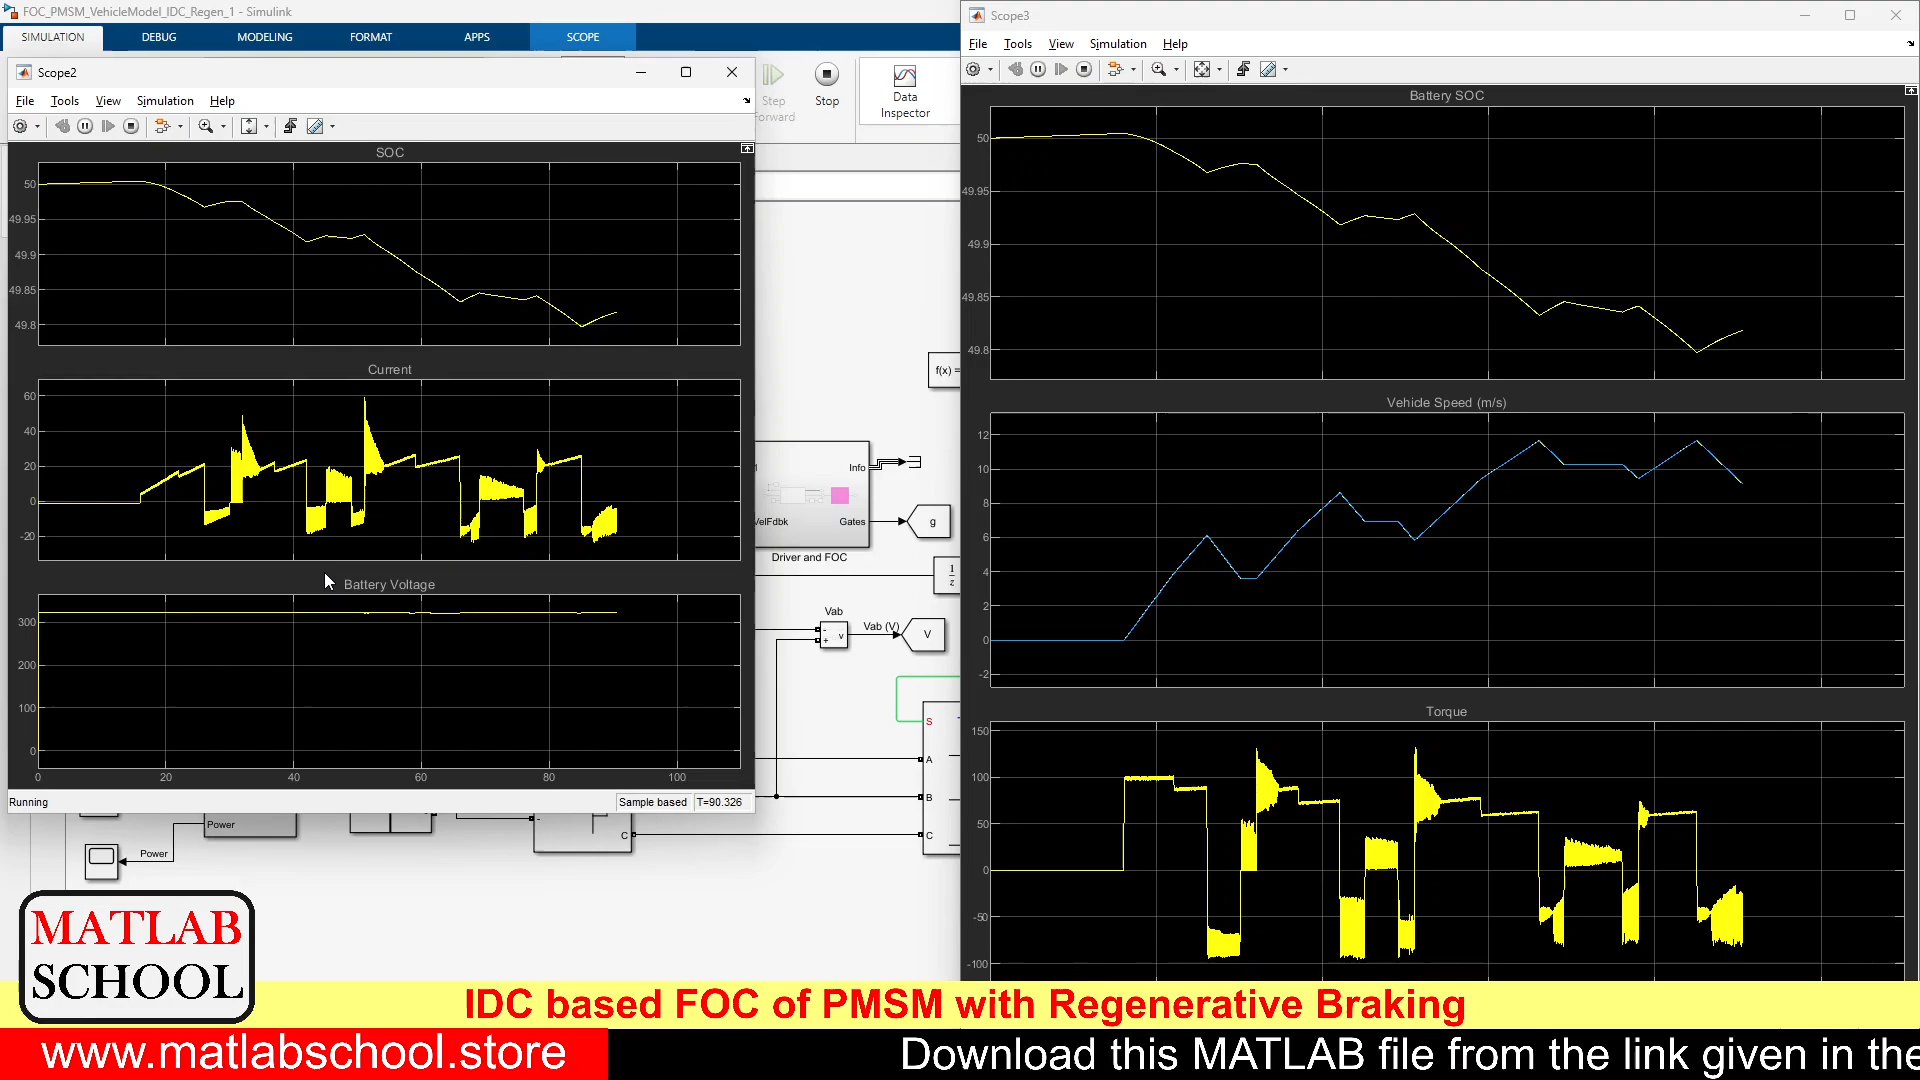 FOC_PMSM_VehicleModel_IDC_Regen_1 - Simulink
SIMULATION DEBUG MODELING FORMAT APPS SCOPE
Scope2
File Tools View Simulation Help
Step Forward
Stop
Data Inspector
SOC
50
49.95
49.9
49.85
49.8
Current
60
40
20
0
-20
Battery Voltage
300
200
100
0
0 20 40 60 80 100
Running
Sample based T=90.326
Scope3
File Tools View Simulation Help
Battery SOC
50
49.95
49.9
49.85
49.8
Vehicle Speed (m/s)
12
10
8
6
4
2
0
-2
Torque
150
100
50
0
-50
-100
f(x) =
Info
VelFdbk
Gates
g
Driver and FOC
1
z
Vab
-
+
v
Vab (V)
V
S
A
B
C
Power
Power
-
C
MATLAB
SCHOOL
IDC based FOC of PMSM with Regenerative Braking
www.matlabschool.store
Download this MATLAB file from the link given in the